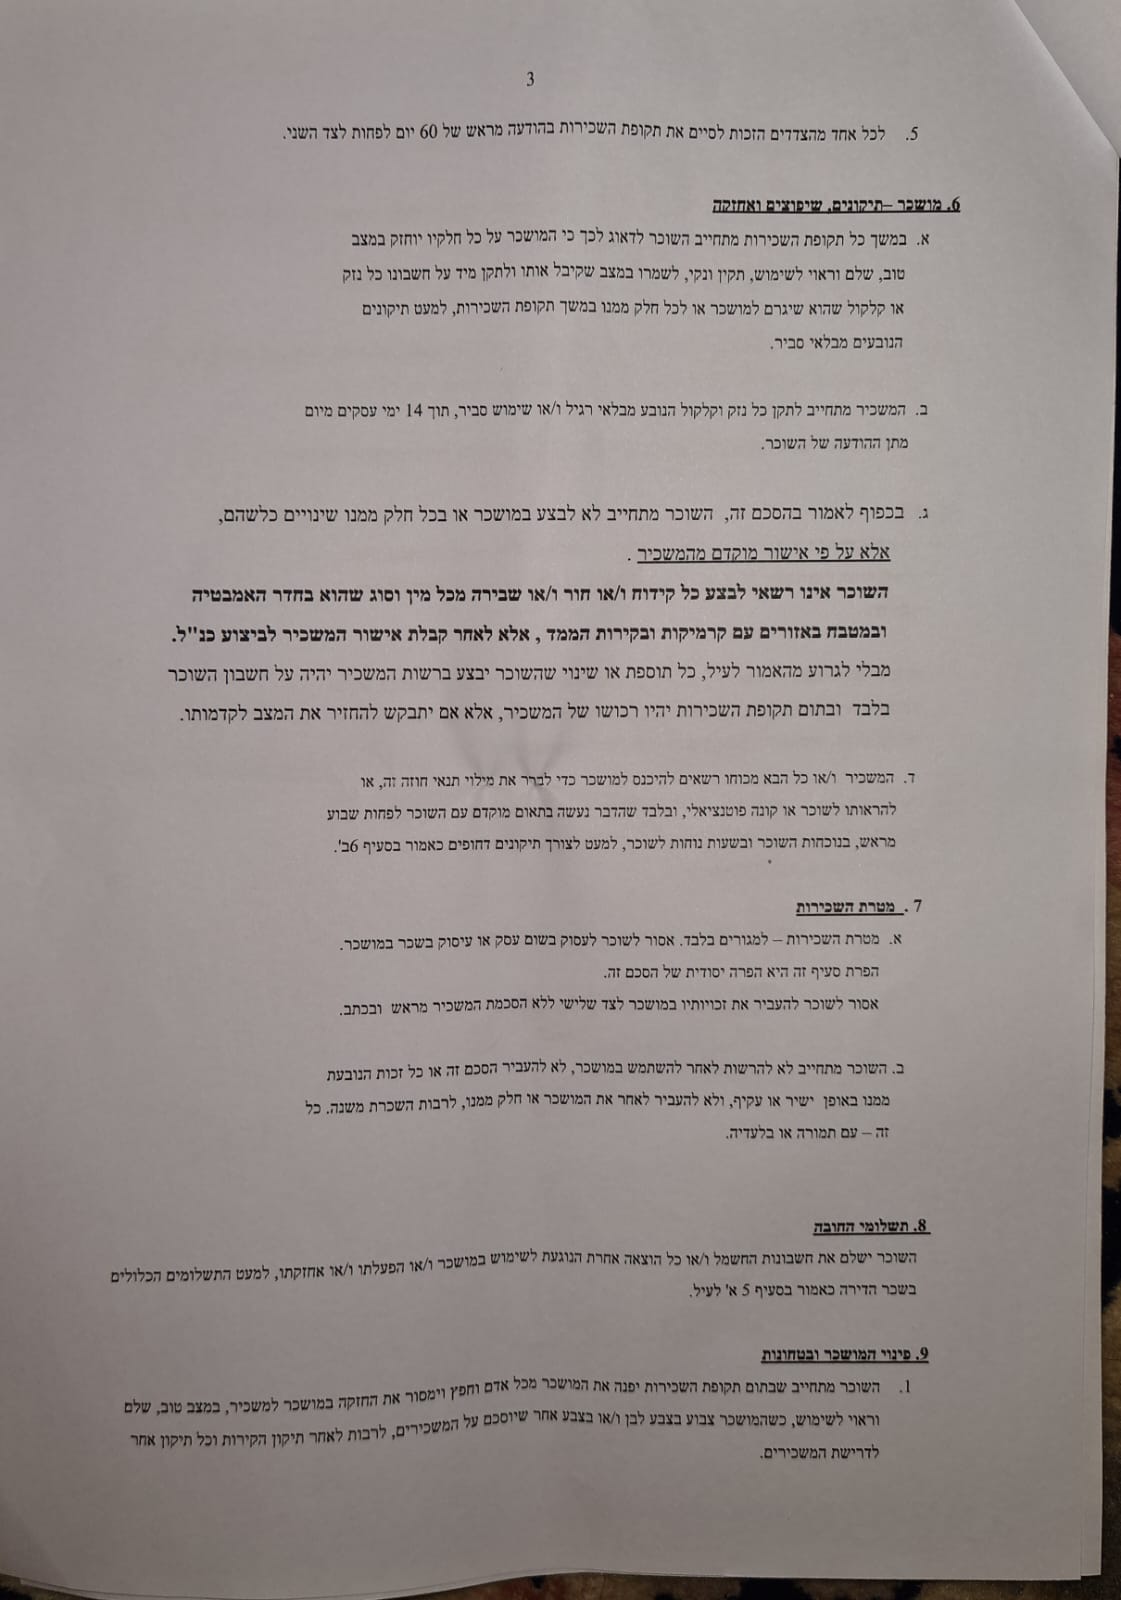 3
5. לכל אחד מהצדדים הזכות לסיים את תקופת השכירות בהודעה מראש של 60 יום לפחות לצד השני.
6. מושכר –תיקונים, שיפוצים ואחזקה
א. במשך כל תקופת השכירות מתחייב השוכר לדאוג לכך כי המושכר על כל חלקיו יוחזק במצב
טוב, שלם וראוי לשימוש, תקין ונקי, לשמרו במצב שקיבל אותו ולתקן מיד על חשבונו כל נזק
או קלקול שהוא שיגרם למושכר או לכל חלק ממנו במשך תקופת השכירות, למעט תיקונים
הנובעים מבלאי סביר.
ב. המשכיר מתחייב לתקן כל נזק וקלקול הנובע מבלאי רגיל ו/או שימוש סביר, תוך 14 ימי עסקים מיום
מתן ההודעה של השוכר.
ג. בכפוף לאמור בהסכם זה, השוכר מתחייב לא לבצע במושכר או בכל חלק ממנו שינויים כלשהם,
אלא על פי אישור מוקדם מהמשכיר .
השוכר אינו רשאי לבצע כל קידוח ו/או חור ו/או שבירה מכל מין וסוג שהוא בחדר האמבטיה
ובמטבח באזורים עם קרמיקות ובקירות הממד , אלא לאחר קבלת אישור המשכיר לביצוע כנ"ל.
מבלי לגרוע מהאמור לעיל, כל תוספת או שינוי שהשוכר יבצע ברשות המשכיר יהיה על חשבון השוכר
בלבד ובתום תקופת השכירות יהיו רכושו של המשכיר, אלא אם יתבקש להחזיר את המצב לקדמותו.
ד. המשכיר ו/או כל הבא מכוחו רשאים להיכנס למושכר כדי לברר את מילוי תנאי חוזה זה, או
להראותו לשוכר או קונה פוטנציאלי, ובלבד שהדבר נעשה בתאום מוקדם עם השוכר לפחות שבוע
מראש, בנוכחות השוכר ובשעות נוחות לשוכר, למעט לצורך תיקונים דחופים כאמור בסעיף 6ב'.
7 . מטרת השכירות
א. מטרת השכירות – למגורים בלבד. אסור לשוכר לעסוק בשום עסק או עיסוק בשכר במושכר.
הפרת סעיף זה היא הפרה יסודית של הסכם זה.
אסור לשוכר להעביר את זכויותיו במושכר לצד שלישי ללא הסכמת המשכיר מראש ובכתב.
ב. השוכר מתחייב לא להרשות לאחר להשתמש במושכר, לא להעביר הסכם זה או כל זכות הנובעת
ממנו באופן ישיר או עקיף, ולא להעביר לאחר את המושכר או חלק ממנו, לרבות השכרת משנה. כל
זה – עם תמורה או בלעדיה.
8. תשלומי החובה
השוכר ישלם את חשבונות החשמל ו/או כל הוצאה אחרת הנוגעת לשימוש במושכר ו/או הפעלתו ו/או אחזקתו, למעט התשלומים הכלולים
בשכר הדירה כאמור בסעיף 5 א' לעיל.
9. פינוי המושכר ובטחונות
1. השוכר מתחייב שבתום תקופת השכירות יפנה את המושכר מכל אדם וחפץ וימסור את החזקה במושכר למשכיר, במצב טוב, שלם
וראוי לשימוש, כשהמושכר צבוע בצבע לבן ו/או בצבע אחר שיוסכם על המשכירים, לרבות לאחר תיקון הקירות וכל תיקון אחר
לדרישת המשכירים.